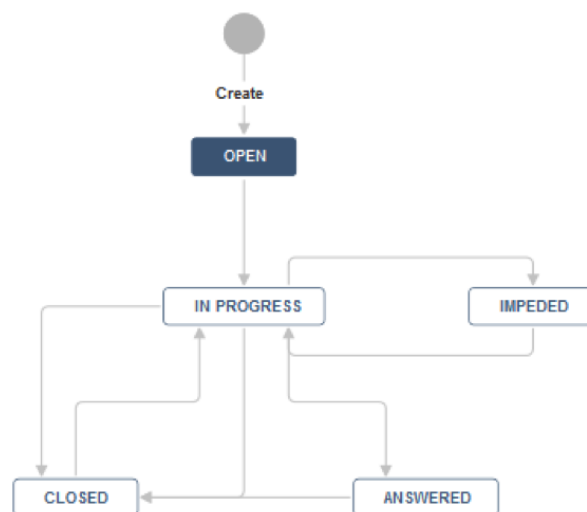 Create
OPEN
IN PROGRESS
IMPEDED
CLOSED
ANSWERED